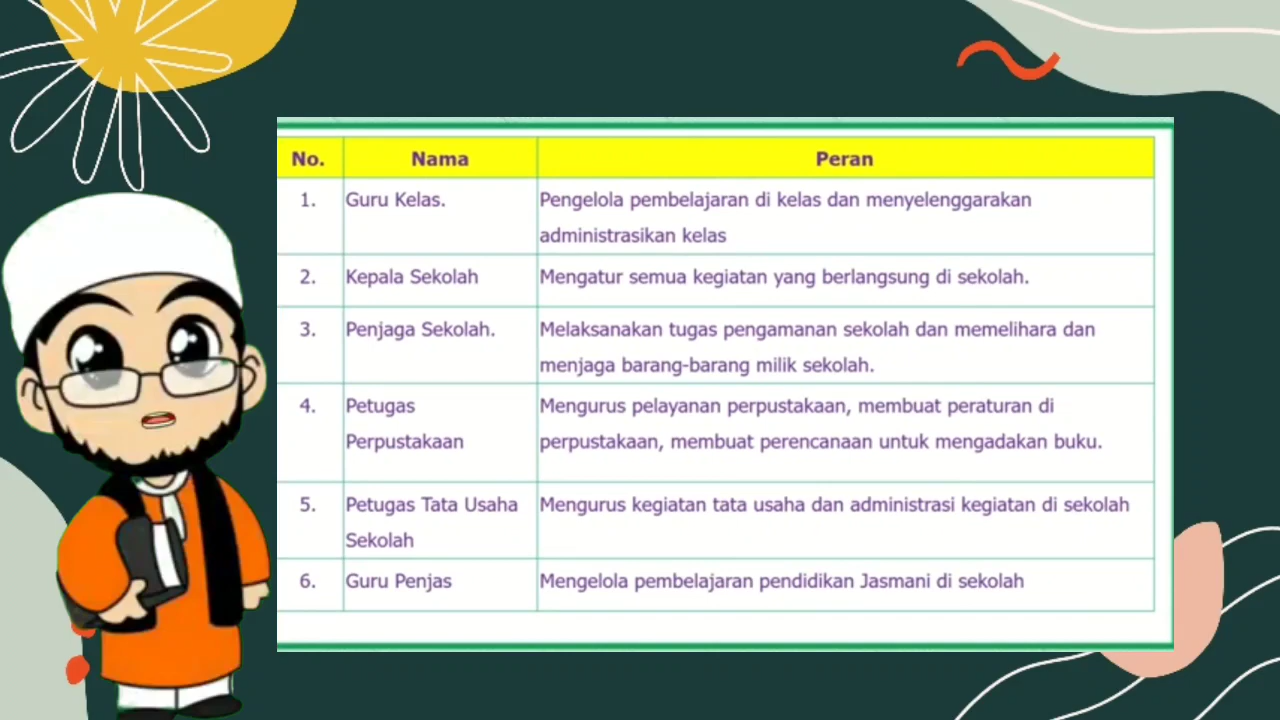 No. Nama Peran
1. Guru Kelas. Pengelola pembelajaran di kelas dan menyelenggarakan
administrasikan kelas
2. Kepala Sekolah Mengatur semua kegiatan yang berlangsung di sekolah.
3. Penjaga Sekolah. Melaksanakan tugas pengamanan sekolah dan memelihara dan
menjaga barang-barang milik sekolah.
4. Petugas Mengurus pelayanan perpustakaan, membuat peraturan di
Perpustakaan perpustakaan, membuat perencanaan untuk mengadakan buku.
5. Petugas Tata Usaha Mengurus kegiatan tata usaha dan administrasi kegiatan di sekolah
Sekolah
6. Guru Penjas Mengelola pembelajaran pendidikan Jasmani di sekolah